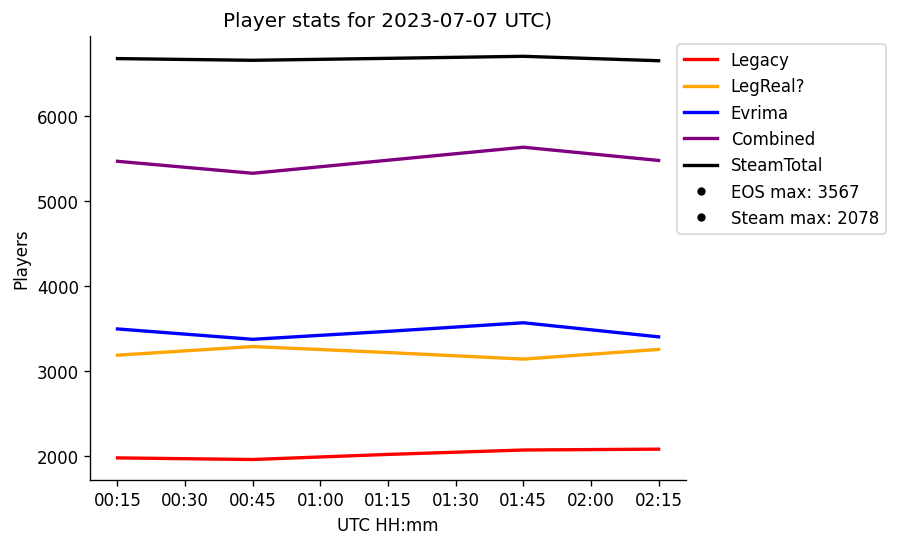 Player stats for 2023-07-07 UTC)
Legacy
LegReal?
Evrima
Combined
SteamTotal
EOS max: 3567
Steam max: 2078
Players
6000
5000
4000
3000
2000
00:15 00:30 00:45 01:00 01:15 01:30 01:45 02:00 02:15
UTC HH:mm